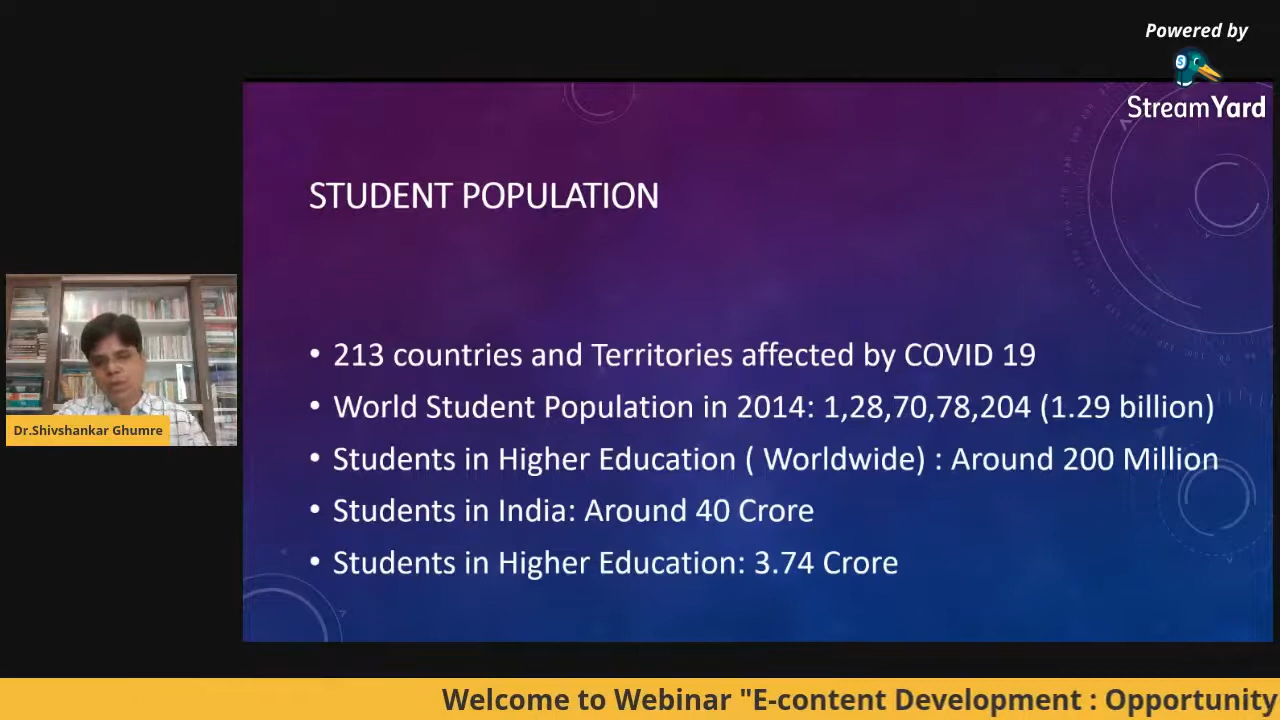 Powered by
StreamYard
STUDENT POPULATION
• 213 countries and Territories affected by COVID 19
• World Student Population in 2014: 1,28,70,78,204 (1.29 billion)
• Students in Higher Education ( Worldwide) : Around 200 Million
• Students in India: Around 40 Crore
• Students in Higher Education: 3.74 Crore
Dr.Shivshankar Ghumre
Welcome to Webinar "E-content Development : Opportunity